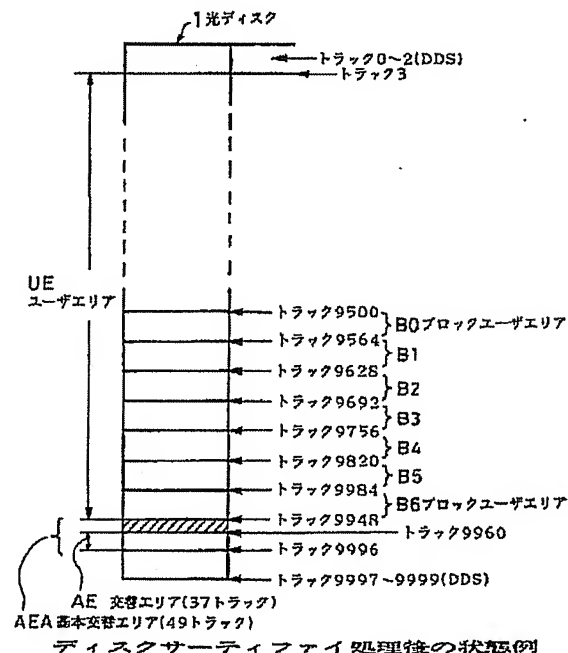 1光ディスク
トラック0~2(DDS)
トラック3
UE
ユーザエリア
トラック9500
B0ブロックユーザエリア
トラック9564
B1
トラック9628
B2
トラック9692
B3
トラック9756
B4
トラック9820
B5
トラック9984
B6ブロックユーザエリア
トラック9948
トラック9960
トラック9996
トラック9997~9999(DDS)
AE 交替エリア(37トラック)
AEA 基本交替エリア(49トラック)
ディスクサーティファイ処理後の状態例